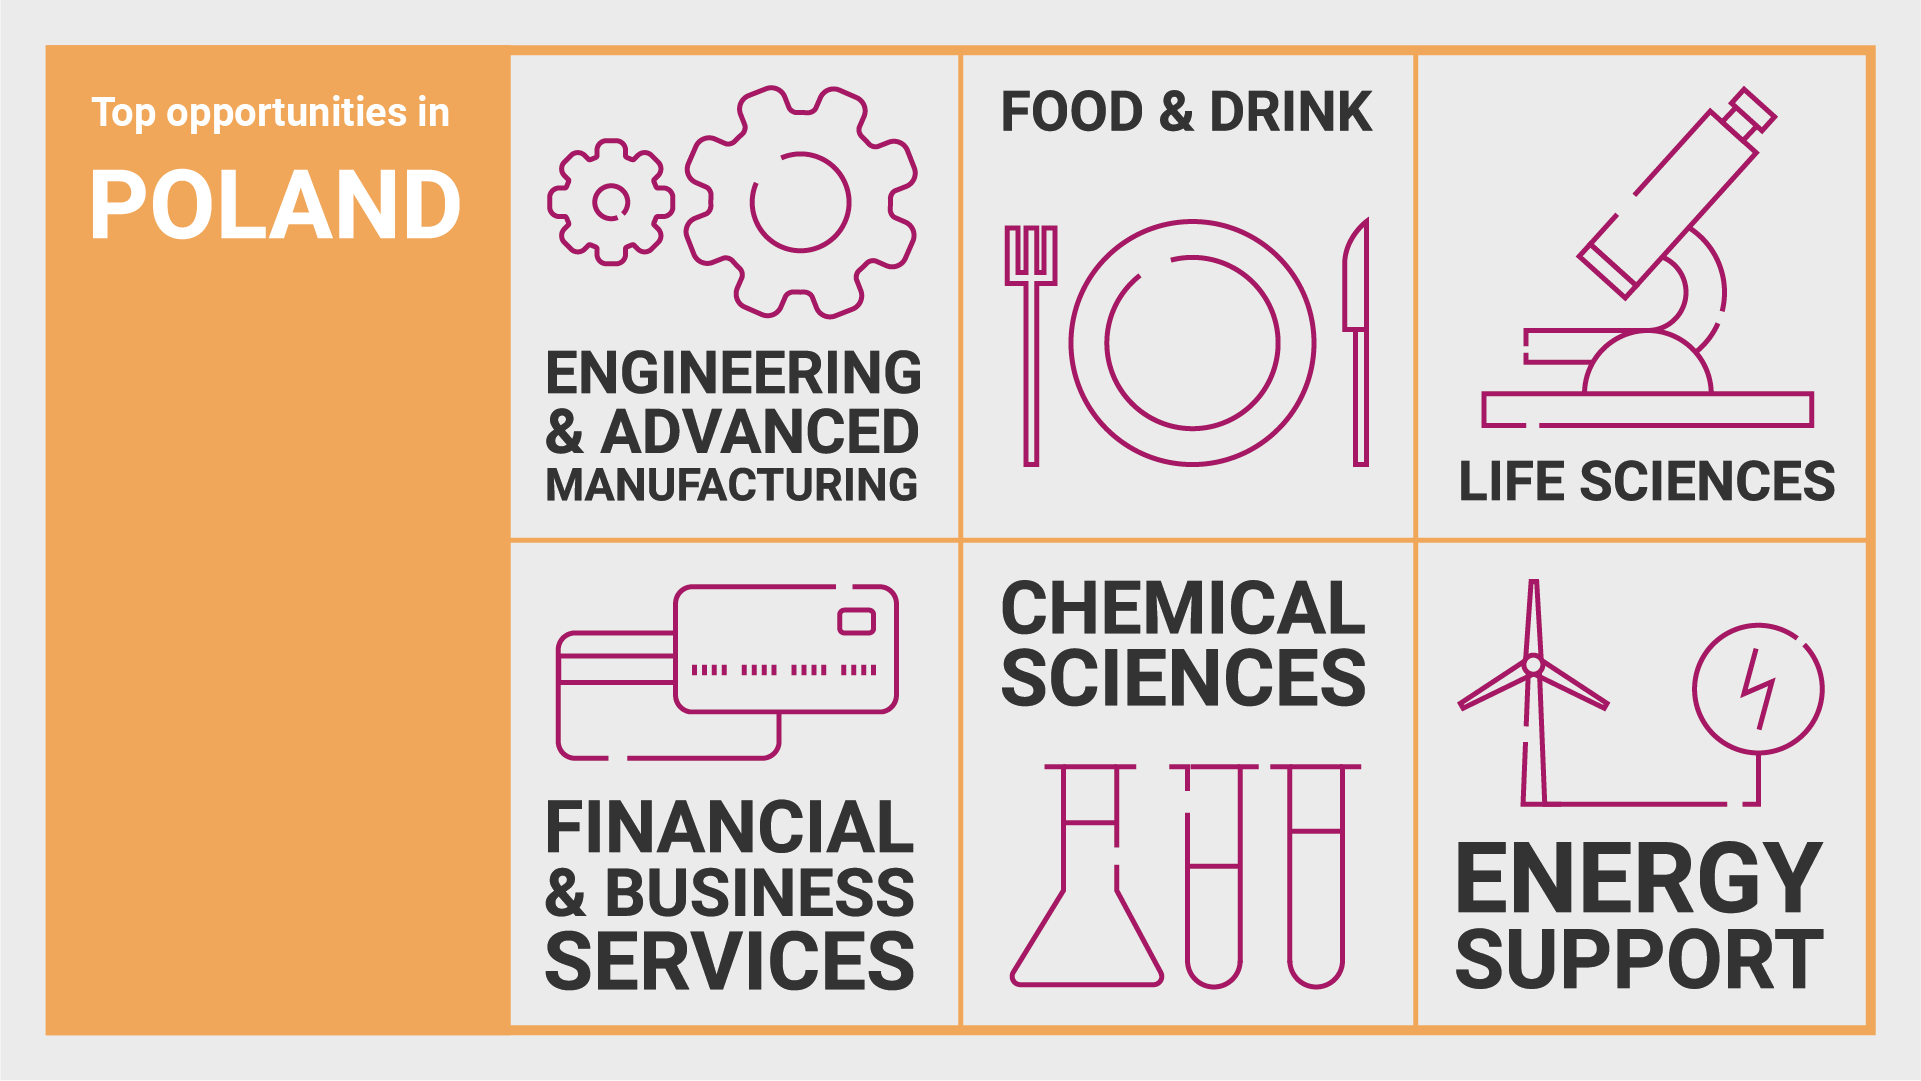 Top opportunities in
POLAND
ENGINEERING
& ADVANCED
MANUFACTURING
FOOD & DRINK
LIFE SCIENCES
FINANCIAL
& BUSINESS
SERVICES
CHEMICAL
SCIENCES
ENERGY
SUPPORT